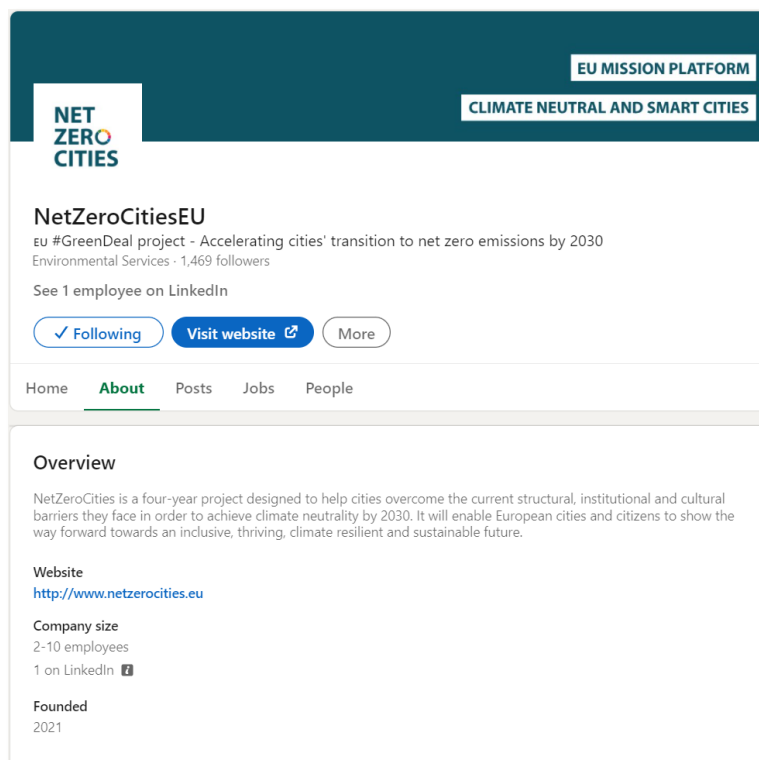 EU MISSION PLATFORM
CLIMATE NEUTRAL AND SMART CITIES
NET
ZERO
CITIES
NetZeroCitiesEU
EU #GreenDeal project - Accelerating cities' transition to net zero emissions by 2030
Environmental Services · 1,469 followers
See 1 employee on LinkedIn
✓ Following
Visit website
More
Home
About
Posts
Jobs
People
Overview
NetZeroCities is a four-year project designed to help cities overcome the current structural, institutional and cultural
barriers they face in order to achieve climate neutrality by 2030. It will enable European cities and citizens to show the
way forward towards an inclusive, thriving, climate resilient and sustainable future.
Website
http://www.netzerocities.eu
Company size
2-10 employees
1 on LinkedIn
Founded
2021